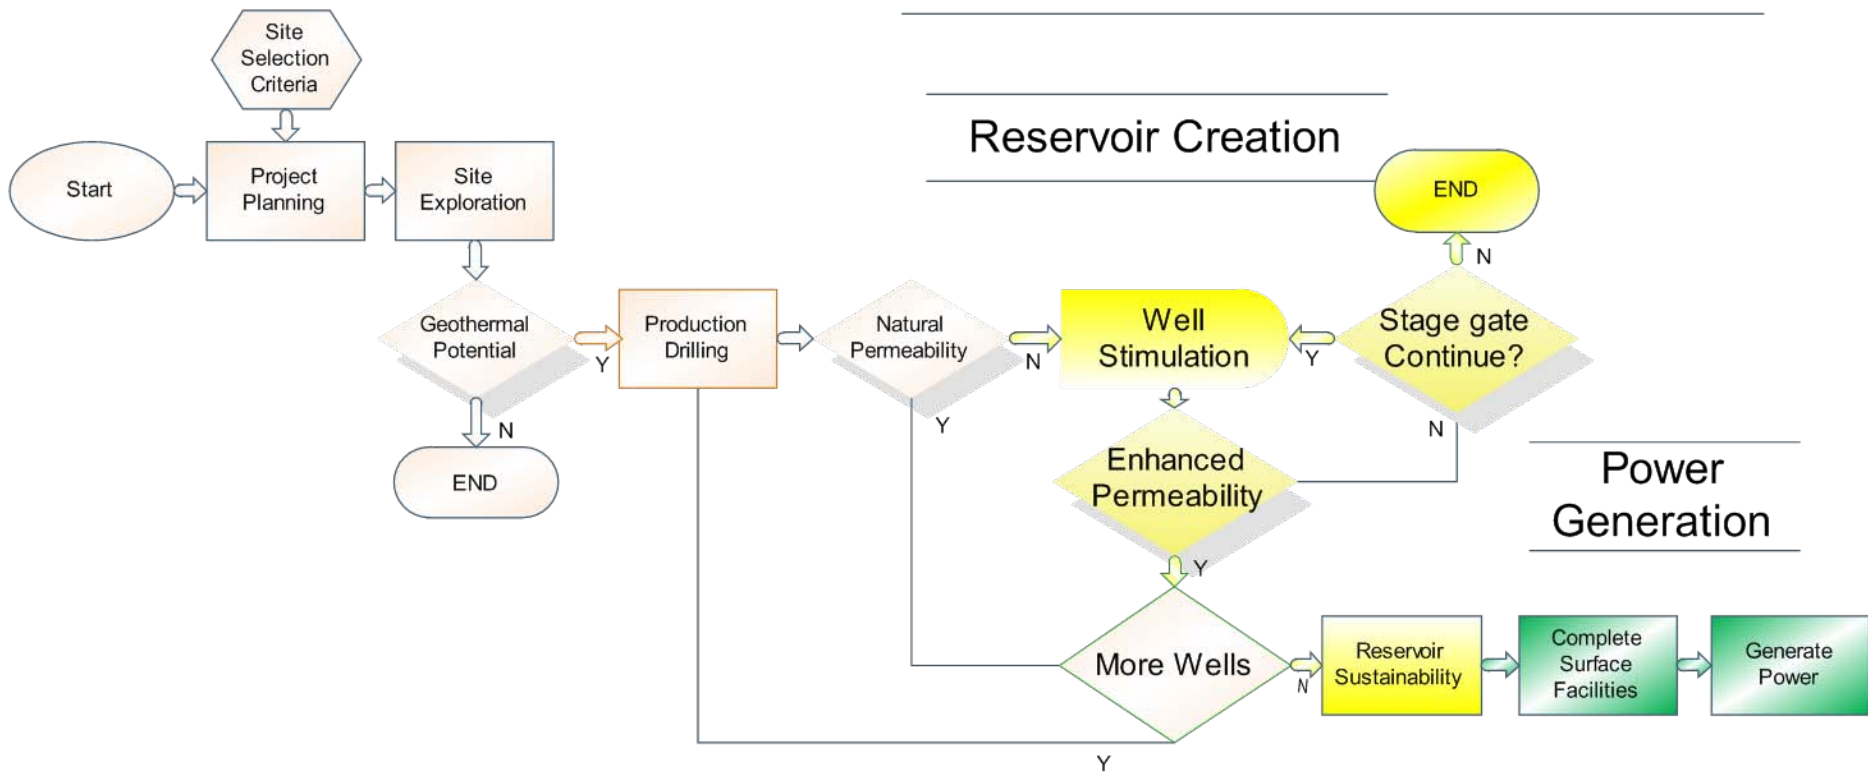 Site
Selection
Criteria
Reservoir Creation
Start
Project
Planning
Site
Exploration
END
N
Geothermal
Potential
Y
Production
Drilling
Natural
Permeability
N
Y
Well
Stimulation
Y
Stage gate
Continue?
N
END
Enhanced
Permeability
N
Y
Power
Generation
More Wells
N
Y
Reservoir
Sustainability
Complete
Surface
Facilities
Generate
Power